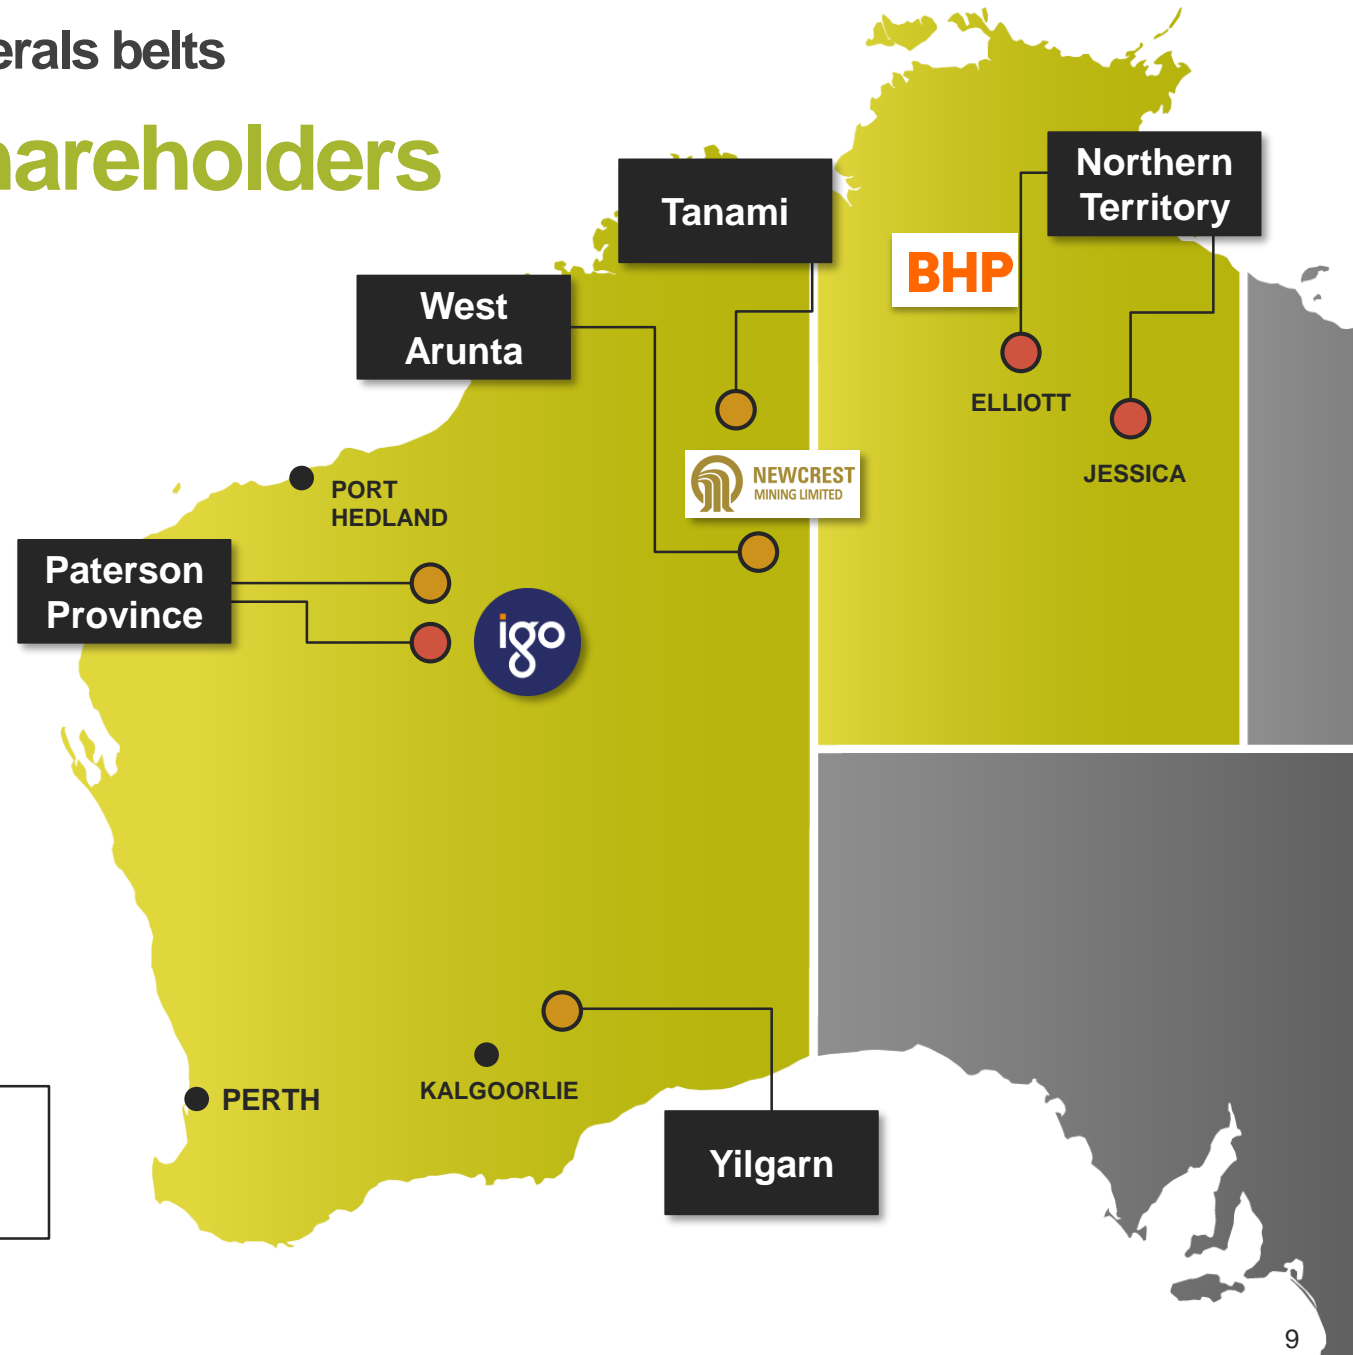 erals belts
hareholders
Northern
Territory
Tanami
BHP
West
Arunta
ELLIOTT
JESSICA
NEWCREST
MINING LIMITED
PORT
HEDLAND
Paterson
Province
igo
PERTH
KALGOORLIE
Yilgarn
9